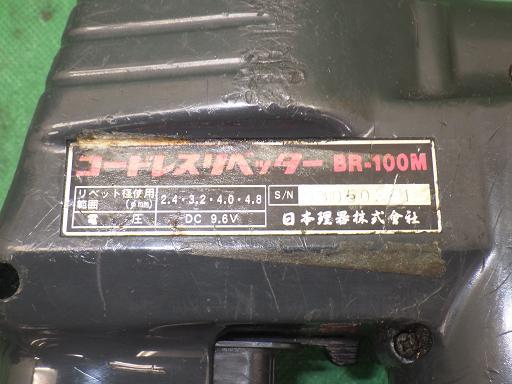 コードレスリベッター BR-100M
リベット径使用範囲 (φmm) 2.4・3.2・4.0・4.8 S/N
電圧 DC 9.6V 日本理器株式会社